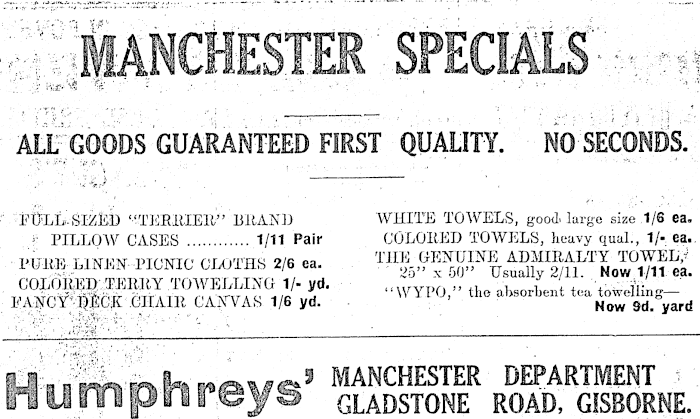 MANCHESTER SPECIALS
ALL GOODS GUARANTEED FIRST QUALITY. NO SECONDS.
FULL-SIZED "TERRIER" BRAND
PILLOW CASES ............ 1/11 Pair
PURE LINEN PICNIC CLOTHS 2/6 ea.
COLORED TERRY TOWELLING 1/- yd.
FANCY DECK CHAIR CANVAS 1/6 yd.
WHITE TOWELS, good large size 1/6 ea.
COLORED TOWELS, heavy qual., 1/- ea.
THE GENUINE ADMIRALTY TOWEL,
25" x 50" Usually 2/11. Now 1/11 ea.
"WYPO," the absorbent tea towelling—
Now 9d. yard
Humphreys' MANCHESTER DEPARTMENT
GLADSTONE ROAD, GISBORNE.